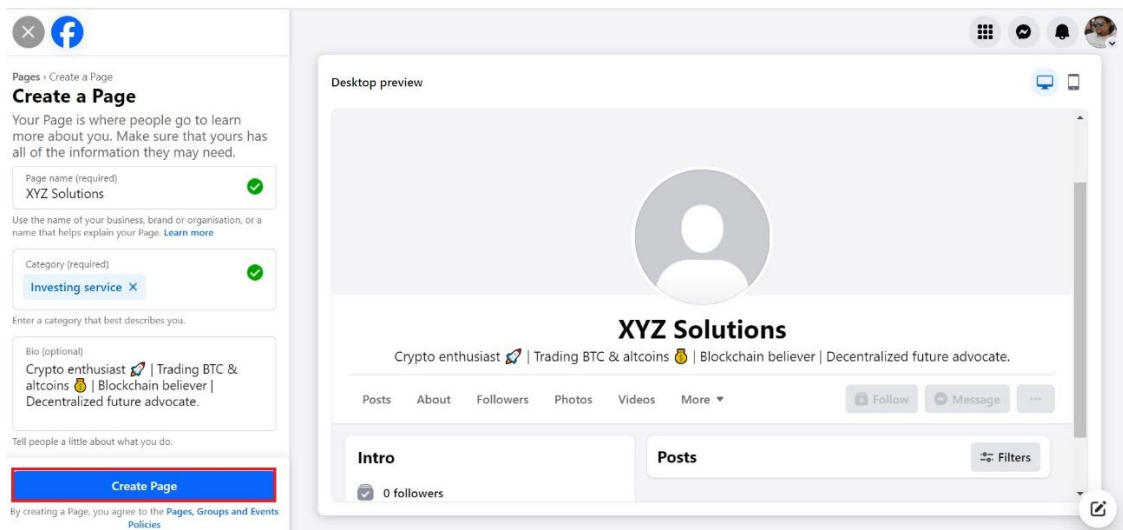 Pages › Create a Page
Create a Page
Your Page is where people go to learn
more about you. Make sure that yours has
all of the information they may need.
Page name (required)
XYZ Solutions
Use the name of your business, brand or organisation, or a
name that helps explain your Page. Learn more
Category (required)
Investing service ×
Enter a category that best describes you.
Bio (optional)
Crypto enthusiast 🚀 | Trading BTC &
altcoins 💰 | Blockchain believer |
Decentralized future advocate.
Tell people a little about what you do.
Create Page
By creating a Page, you agree to the Pages, Groups and Events
Policies
Desktop preview
XYZ Solutions
Crypto enthusiast 🚀 | Trading BTC & altcoins 💰 | Blockchain believer | Decentralized future advocate.
Posts About Followers Photos Videos More ▼ Follow Message ···
Intro
0 followers
Posts
Filters